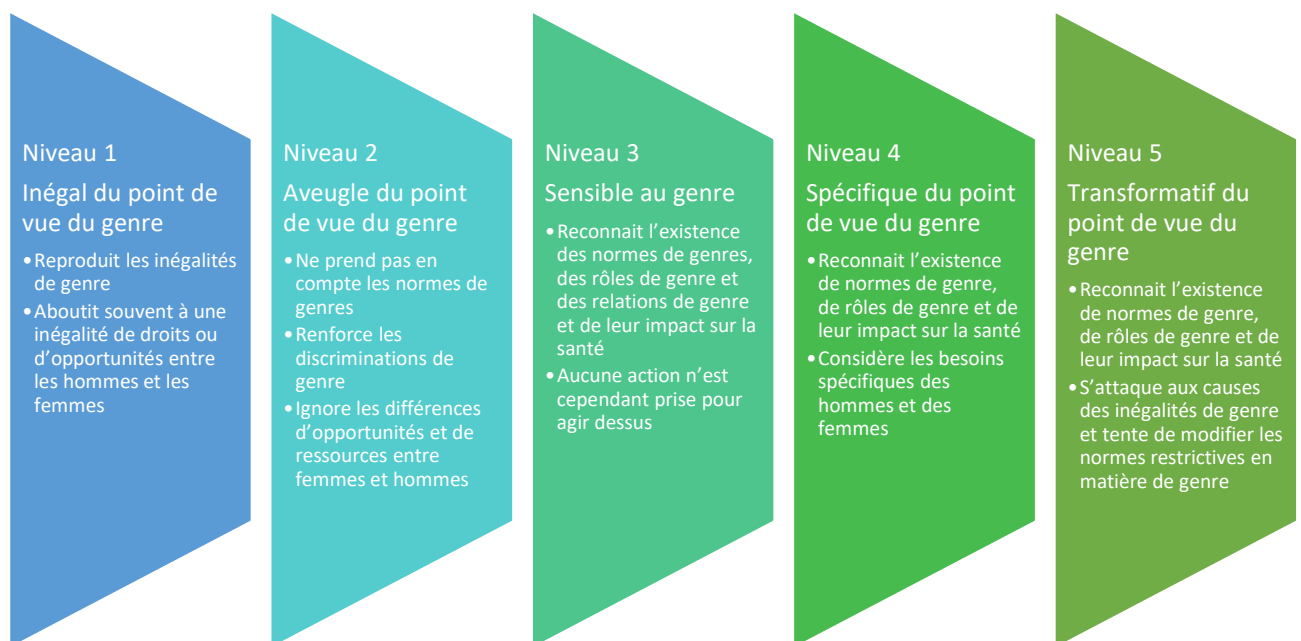 Niveau 1
Inégal du point de
vue du genre
•Reproduit les inégalités
de genre
•Aboutit souvent à une
inégalité de droits ou
d’opportunités entre
les hommes et les
femmes
Niveau 2
Aveugle du point
de vue du genre
•Ne prend pas en
compte les normes de
genres
•Renforce les
discriminations de
genre
•Ignore les différences
d’opportunités et de
ressources entre
femmes et hommes
Niveau 3
Sensible au genre
•Reconnait l’existence
des normes de genres,
des rôles de genre et
des relations de genre
et de leur impact sur la
santé
•Aucune action n’est
cependant prise pour
agir dessus
Niveau 4
Spécifique du point
de vue du genre
•Reconnait l’existence
de normes de genre,
de rôles de genre et de
leur impact sur la santé
•Considère les besoins
spécifiques des
hommes et des
femmes
Niveau 5
Transformatif du
point de vue du
genre
•Reconnait l’existence
de normes de genre,
de rôles de genre et de
leur impact sur la santé
•S’attaque aux causes
des inégalités de genre
et tente de modifier les
normes restrictives en
matière de genre